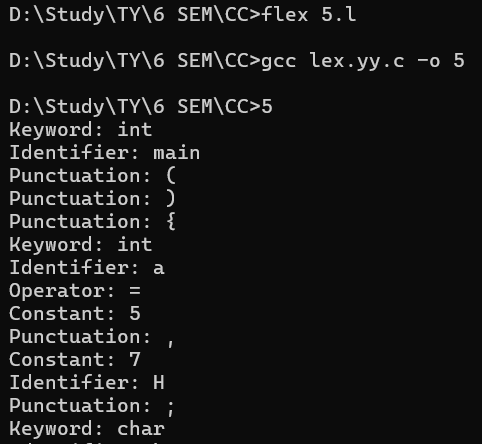 D:\Study\TY\6 SEM\CC>flex 5.l
D:\Study\TY\6 SEM\CC>gcc lex.yy.c -o 5
D:\Study\TY\6 SEM\CC>5
Keyword: int
Identifier: main
Punctuation: (
Punctuation: )
Punctuation: {
Keyword: int
Identifier: a
Operator: =
Constant: 5
Punctuation: ,
Constant: 7
Identifier: H
Punctuation: ;
Keyword: char